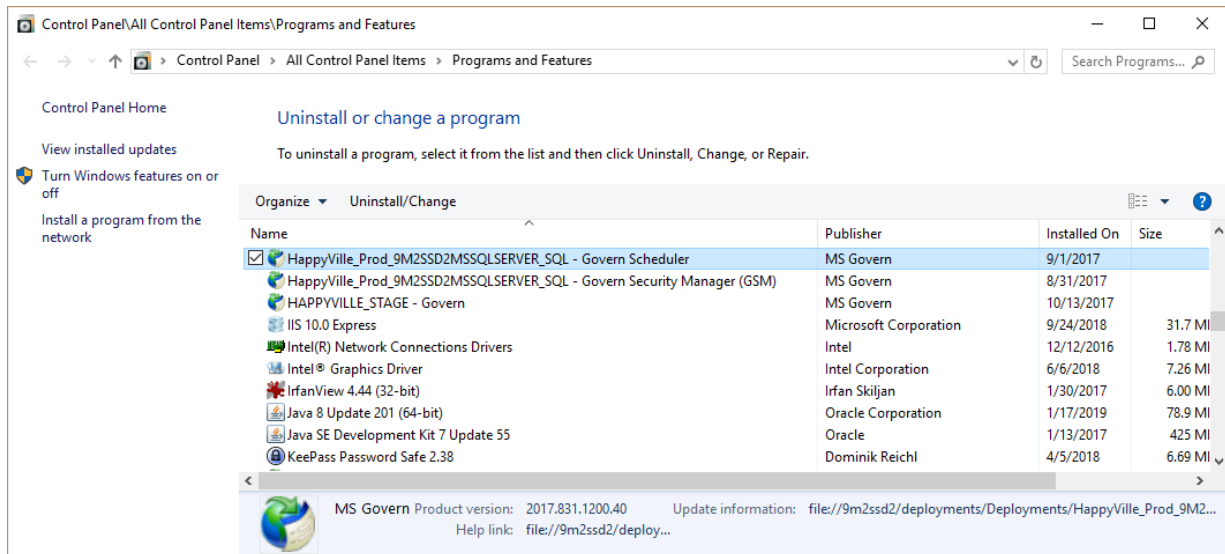 Control Panel\All Control Panel Items\Programs and Features
Control Panel > All Control Panel Items > Programs and Features
Search Programs...
Control Panel Home
View installed updates
Turn Windows features on or
off
Install a program from the
network
Uninstall or change a program
To uninstall a program, select it from the list and then click Uninstall, Change, or Repair.
Organize Uninstall/Change
Name Publisher Installed On Size
HappyVille_Prod_9M2SSD2MSSQLSERVER_SQL - Govern Scheduler MS Govern 9/1/2017
HappyVille_Prod_9M2SSD2MSSQLSERVER_SQL - Govern Security Manager (GSM) MS Govern 8/31/2017
HAPPYVILLE_STAGE - Govern MS Govern 10/13/2017
IIS 10.0 Express Microsoft Corporation 9/24/2018 31.7 M
Intel(R) Network Connections Drivers Intel 12/12/2016 1.78 M
Intel® Graphics Driver Intel Corporation 6/6/2018 7.26 M
IrfanView 4.44 (32-bit) Irfan Skiljan 1/30/2017 6.00 M
Java 8 Update 201 (64-bit) Oracle Corporation 1/17/2019 78.9 M
Java SE Development Kit 7 Update 55 Oracle 1/13/2017 425 M
KeePass Password Safe 2.38 Dominik Reichl 4/5/2018 6.69 M
MS Govern Product version: 2017.831.1200.40 Update information: file://9m2ssd2/deployments/Deployments/HappyVille_Prod_9M2...
Help link: file://9m2ssd2/deploy...